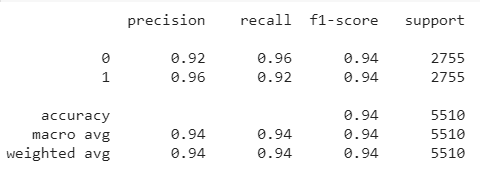 precision recall f1-score support
0 0.92 0.96 0.94 2755
1 0.96 0.92 0.94 2755
accuracy 0.94 5510
macro avg 0.94 0.94 0.94 5510
weighted avg 0.94 0.94 0.94 5510